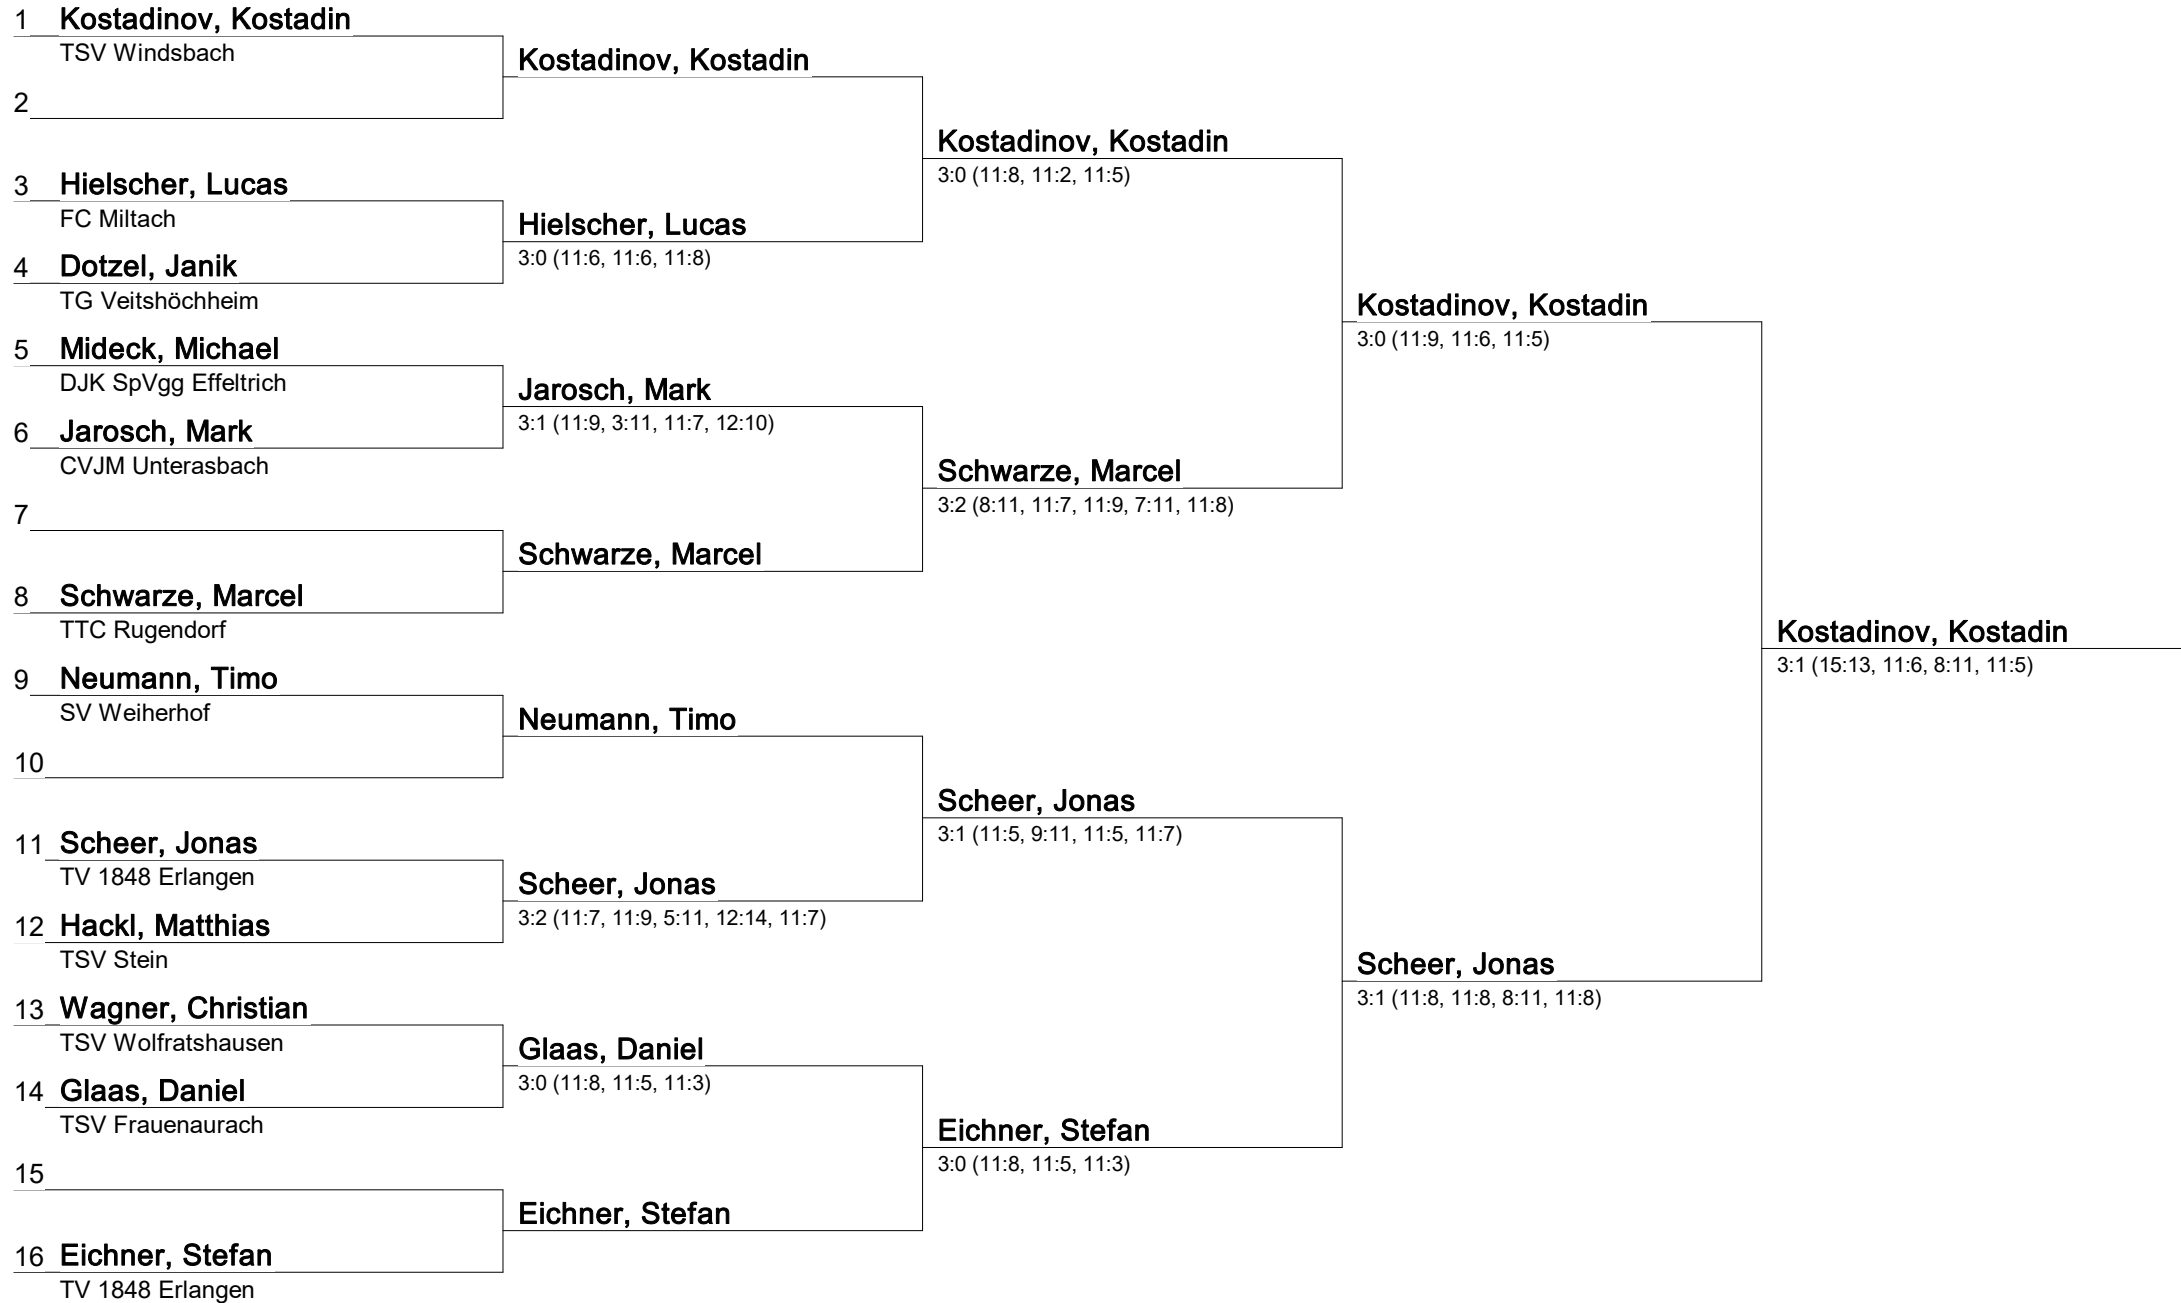 1 Kostadinov, Kostadin
TSV Windsbach
2
3 Hielscher, Lucas
FC Miltach
4 Dotzel, Janik
TG Veitshöchheim
5 Mideck, Michael
DJK SpVgg Effeltrich
6 Jarosch, Mark
CVJM Unterasbach
7
8 Schwarze, Marcel
TTC Rugendorf
9 Neumann, Timo
SV Weiherhof
10
11 Scheer, Jonas
TV 1848 Erlangen
12 Hackl, Matthias
TSV Stein
13 Wagner, Christian
TSV Wolfratshausen
14 Glaas, Daniel
TSV Frauenaurach
15
16 Eichner, Stefan
TV 1848 Erlangen
Kostadinov, Kostadin
Hielscher, Lucas
3:0 (11:6, 11:6, 11:8)
Jarosch, Mark
3:1 (11:9, 3:11, 11:7, 12:10)
Schwarze, Marcel
Neumann, Timo
Scheer, Jonas
3:2 (11:7, 11:9, 5:11, 12:14, 11:7)
Glaas, Daniel
3:0 (11:8, 11:5, 11:3)
Eichner, Stefan
Kostadinov, Kostadin
3:0 (11:8, 11:2, 11:5)
Schwarze, Marcel
3:2 (8:11, 11:7, 11:9, 7:11, 11:8)
Scheer, Jonas
3:1 (11:5, 9:11, 11:5, 11:7)
Eichner, Stefan
3:0 (11:8, 11:5, 11:3)
Kostadinov, Kostadin
3:0 (11:9, 11:6, 11:5)
Scheer, Jonas
3:1 (11:8, 11:8, 8:11, 11:8)
Kostadinov, Kostadin
3:1 (15:13, 11:6, 8:11, 11:5)